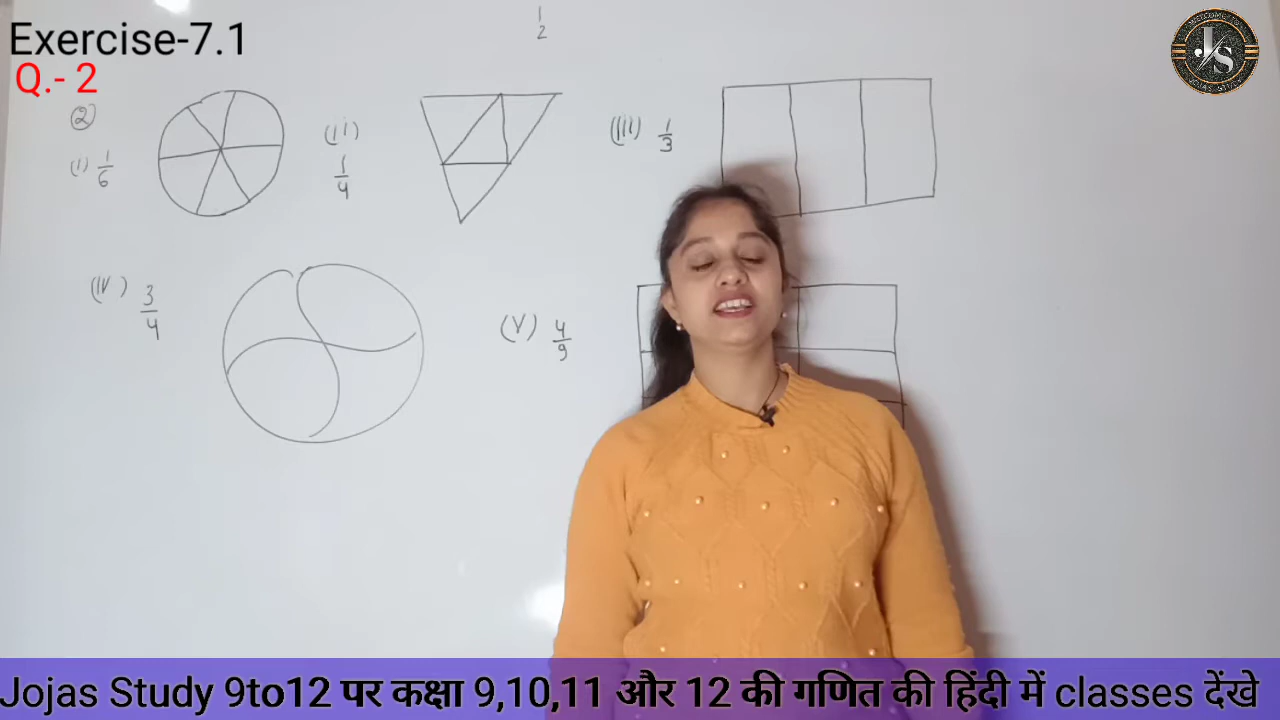 Exercise-7.1
Q.- 2
1/2
②
(i) 1/6
(ii) 1/4
(iii) 1/3
(iv) 3/4
(v) 4/9
JS
Jojas Study 9to12 पर कक्षा 9,10,11 और 12 की गणित की हिंदी में classes देंखे